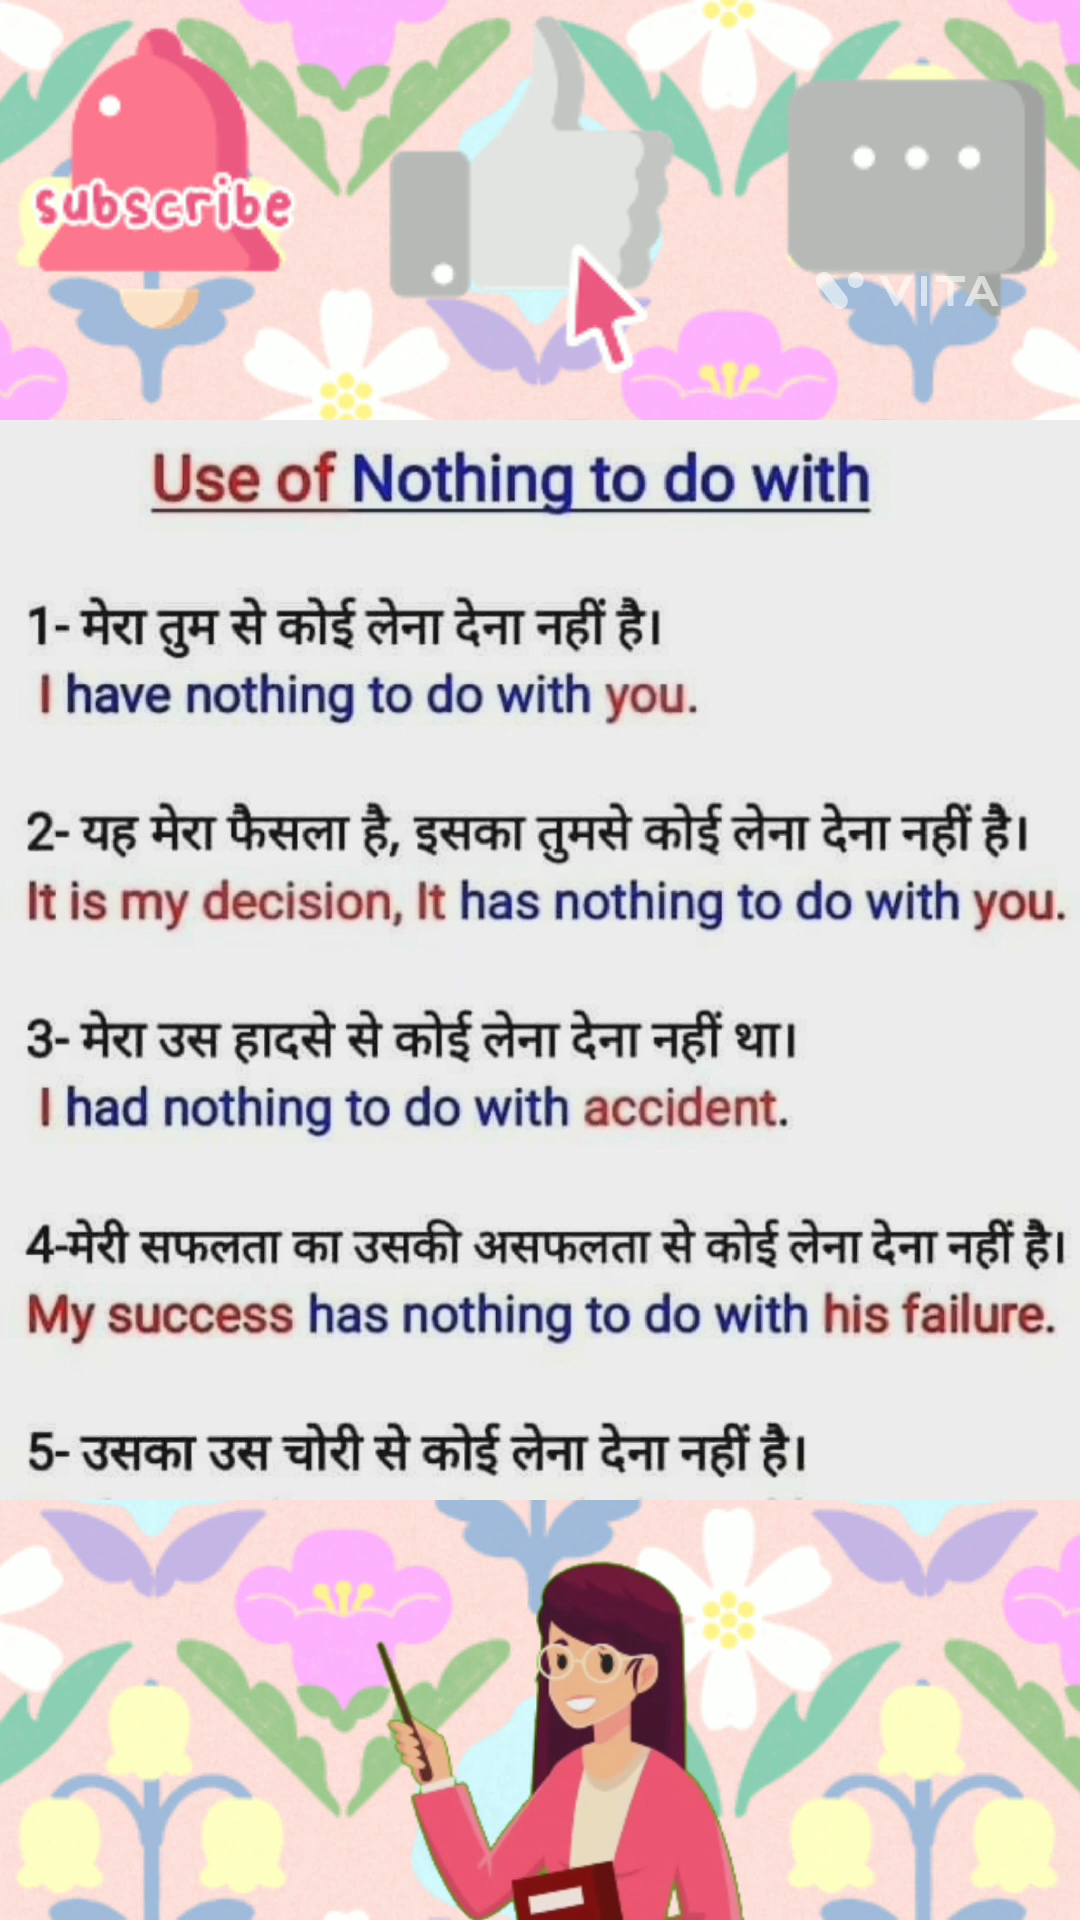 subscribe
VITA
Use of Nothing to do with
1- मेरा तुम से कोई लेना देना नहीं है।
I have nothing to do with you.
2- यह मेरा फैसला है, इसका तुमसे कोई लेना देना नहीं है।
It is my decision, It has nothing to do with you.
3- मेरा उस हादसे से कोई लेना देना नहीं था।
I had nothing to do with accident.
4-मेरी सफलता का उसकी असफलता से कोई लेना देना नहीं है।
My success has nothing to do with his failure.
5- उसका उस चोरी से कोई लेना देना नहीं है।